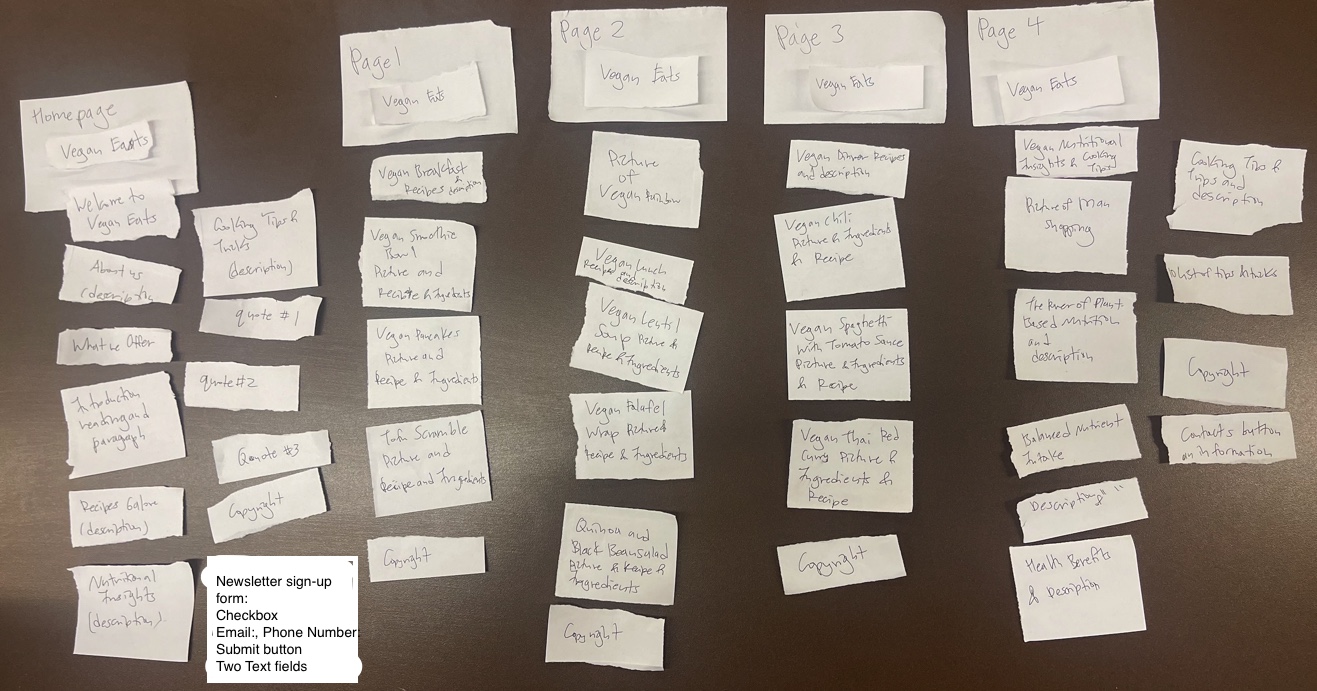 Homepage
Vegan Eats
Welcome to
Vegan Eats
About us
(description
What we Offer
Introduction
heading and
paragraph
Recipes Galore
(description)
Nutritional
Insights
(description).
Cooking Tips &
Tricks
(description)
quote #1
quote #2
Quote #3
Copyright
Newsletter sign-up
form:
Checkbox
Email:, Phone Number:
Submit button
Two Text fields
Page 1
Vegan Eats
Vegan Breakfast
Recipes description
Vegan Smoothie
Bowl
Picture and
Recipe & Ingredients
Vegan Pancakes
Picture and
Recipe & Ingredients
Tofu Scramble
Picture and
Recipe and Ingredients
Copyright
Page 2
Vegan Eats
Picture
of
Vegan Rainbow
Vegan Lunch
Recipes and
description
Vegan Lentil
Soup Picture &
Recipe & Ingredients
Vegan Falafel
Wrap Picture &
Recipe & Ingredients
Quinoa and
Black Bean Salad
Picture & Recipe &
Ingredients
Copyright
Page 3
Vegan Eats
Vegan Dinner Recipes
and description
Vegan Chili
Picture & Ingredients
& Recipe
Vegan Spaghetti
with Tomato Sauce
Picture & Ingredients
& Recipe
Vegan Thai Red
Curry Picture &
Ingredients &
Recipe
Copyright
Page 4
Vegan Eats
Vegan Nutritional
Insights & Cooking
Tips
Picture of man
shopping
The Power of Plant-
Based Nutrition
and
description
Balanced Nutrient
Intake
Description
Health Benefits
& Description
Cooking Tips &
Trips and
description
list of tips & tricks
Copyright
Contacts button
an information